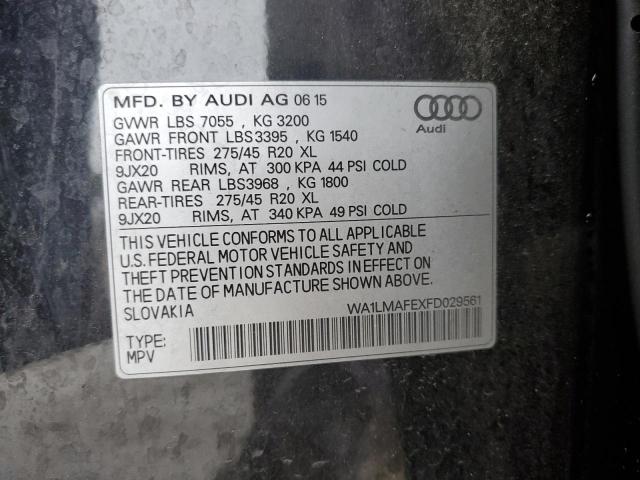 MFD. BY AUDI AG 06 15
GVWR LBS 7055 , KG 3200
GAWR FRONT LBS3395 , KG 1540
FRONT-TIRES 275/45 R20 XL
9JX20 RIMS, AT 300 KPA 44 PSI COLD
GAWR REAR LBS3968 , KG 1800
REAR-TIRES 275/45 R20 XL
9JX20 RIMS, AT 340 KPA 49 PSI COLD
Audi
THIS VEHICLE CONFORMS TO ALL APPLICABLE
U.S. FEDERAL MOTOR VEHICLE SAFETY AND
THEFT PREVENTION STANDARDS IN EFFECT ON
THE DATE OF MANUFACTURE SHOWN ABOVE.
SLOVAKIA
WA1LMAFEXFD029561
TYPE:
MPV